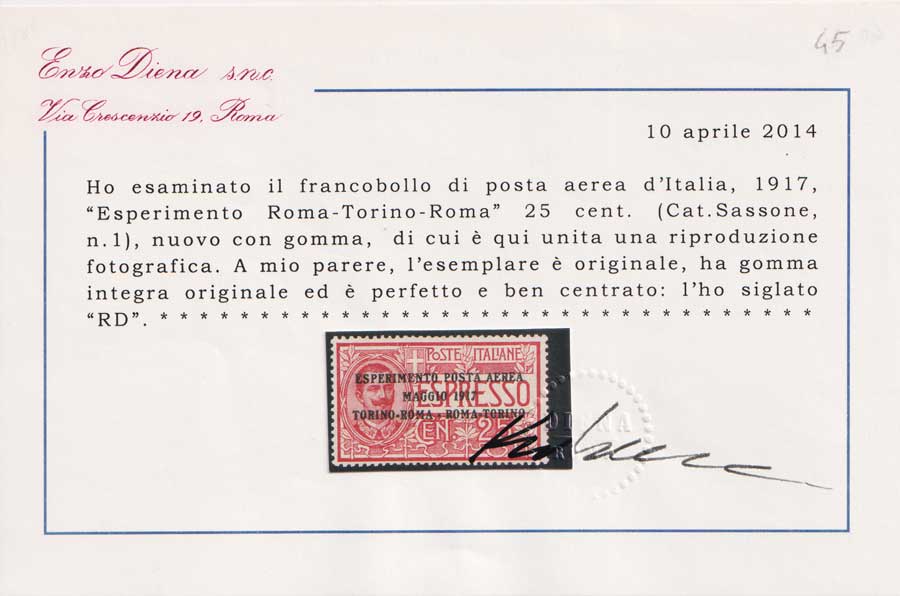 45
Enzo Diena s.n.c.
Via Crescenzio 19, Roma
10 aprile 2014
Ho esaminato il francobollo di posta aerea d'Italia, 1917,
“Esperimento Roma-Torino-Roma” 25 cent. (Cat.Sassone,
n.1), nuovo con gomma, di cui è qui unita una riproduzione
fotografica. A mio parere, l'esemplare è originale, ha gomma
integra originale ed è perfetto e ben centrato: l'ho siglato
“RD”. * * * * * * * * * * * * * * * * * * * * * * * * * * * * * * * * *
POSTE ITALIANE
ESPERIMENTO POSTA AEREA
MAGGIO 1917
ESPRESSO
TORINO-ROMA · ROMA-TORINO
CEN. 25
DIENA